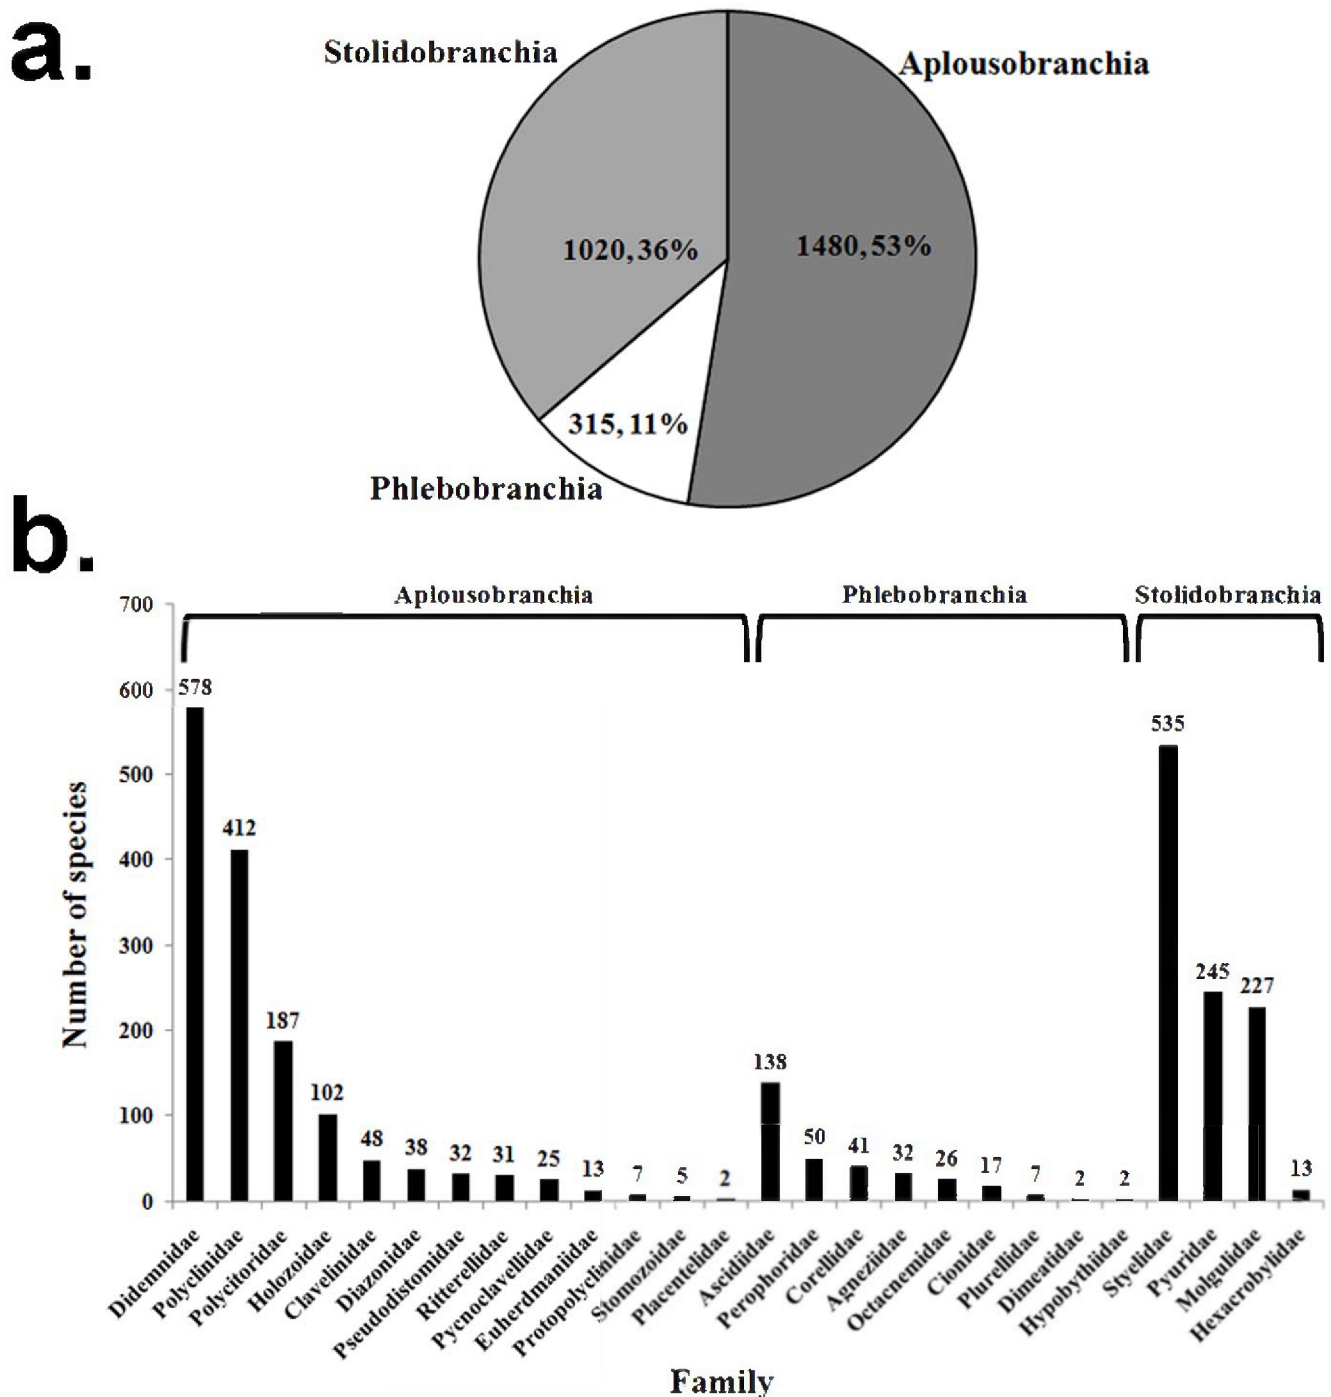 a.
Stolidobranchia
Aplousobranchia
1020, 36%
1480, 53%
315, 11%
Phlebobranchia
b.
Aplousobranchia
Phlebobranchia
Stolidobranchia
700
600
500
400
300
200
100
0
Number of species
578
412
187
102
48
38
32
31
25
13
7
5
2
138
50
41
32
26
17
7
2
2
535
245
227
13
Didemnidae
Polyclinidae
Polycitoridae
Holozoidae
Clavelinidae
Diazonidae
Pseudodistomidae
Ritterellidae
Pycnoclavellidae
Euherdmaniidae
Protopolyclinidae
Stomozoidae
Placentelidae
Ascidiidae
Perophoridae
Corellidae
Agneziidae
Octacnemidae
Cionidae
Plurellidae
Dimeatidae
Hypobythiidae
Styelidae
Pyuridae
Molgulidae
Hexacrobylidae
Family